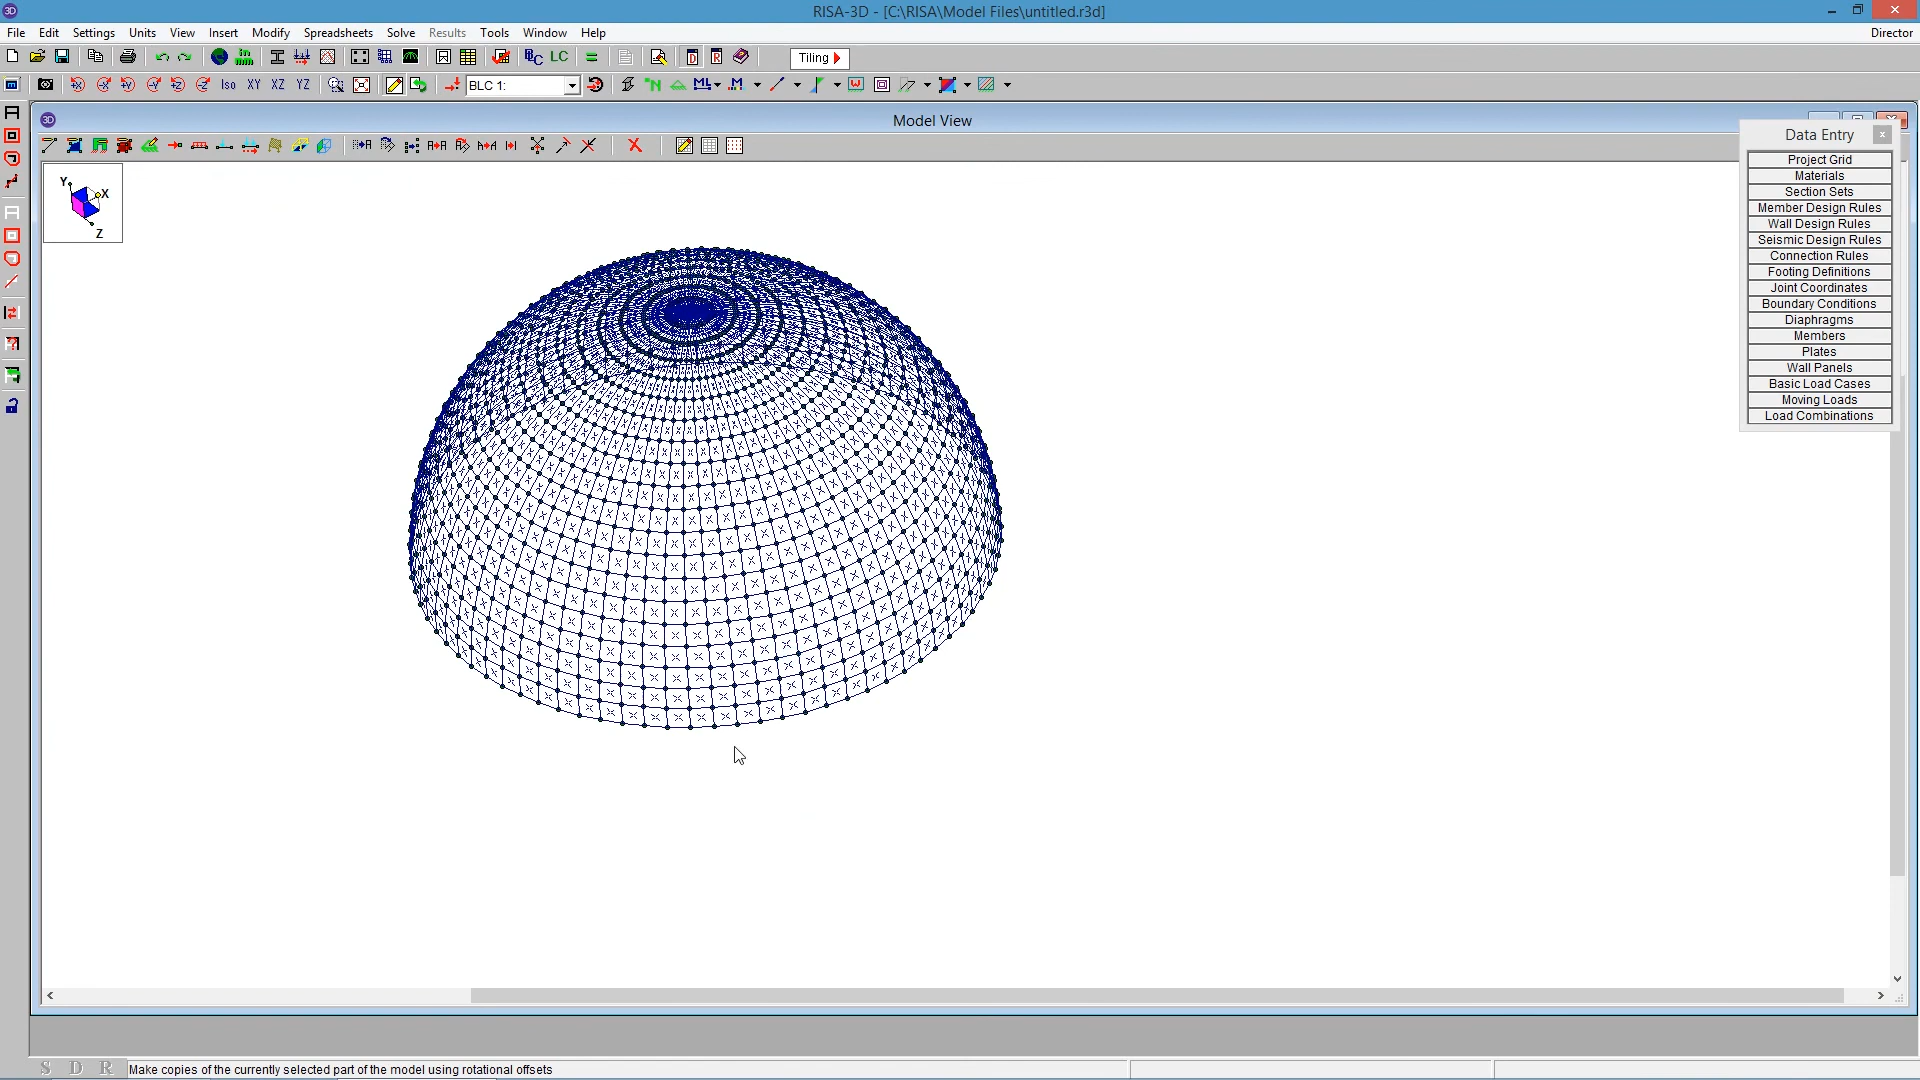 RISA-3D - [C:\RISA\Model Files\untitled.r3d]
File Edit Settings Units View Insert Modify Spreadsheets Solve Results Tools Window Help Director
Tiling
Iso XY XZ YZ BLC 1:
Model View
Data Entry
Project Grid
Materials
Section Sets
Member Design Rules
Wall Design Rules
Seismic Design Rules
Connection Rules
Footing Definitions
Joint Coordinates
Boundary Conditions
Diaphragms
Members
Plates
Wall Panels
Basic Load Cases
Moving Loads
Load Combinations
Y X
Z
S D R Make copies of the currently selected part of the model using rotational offsets